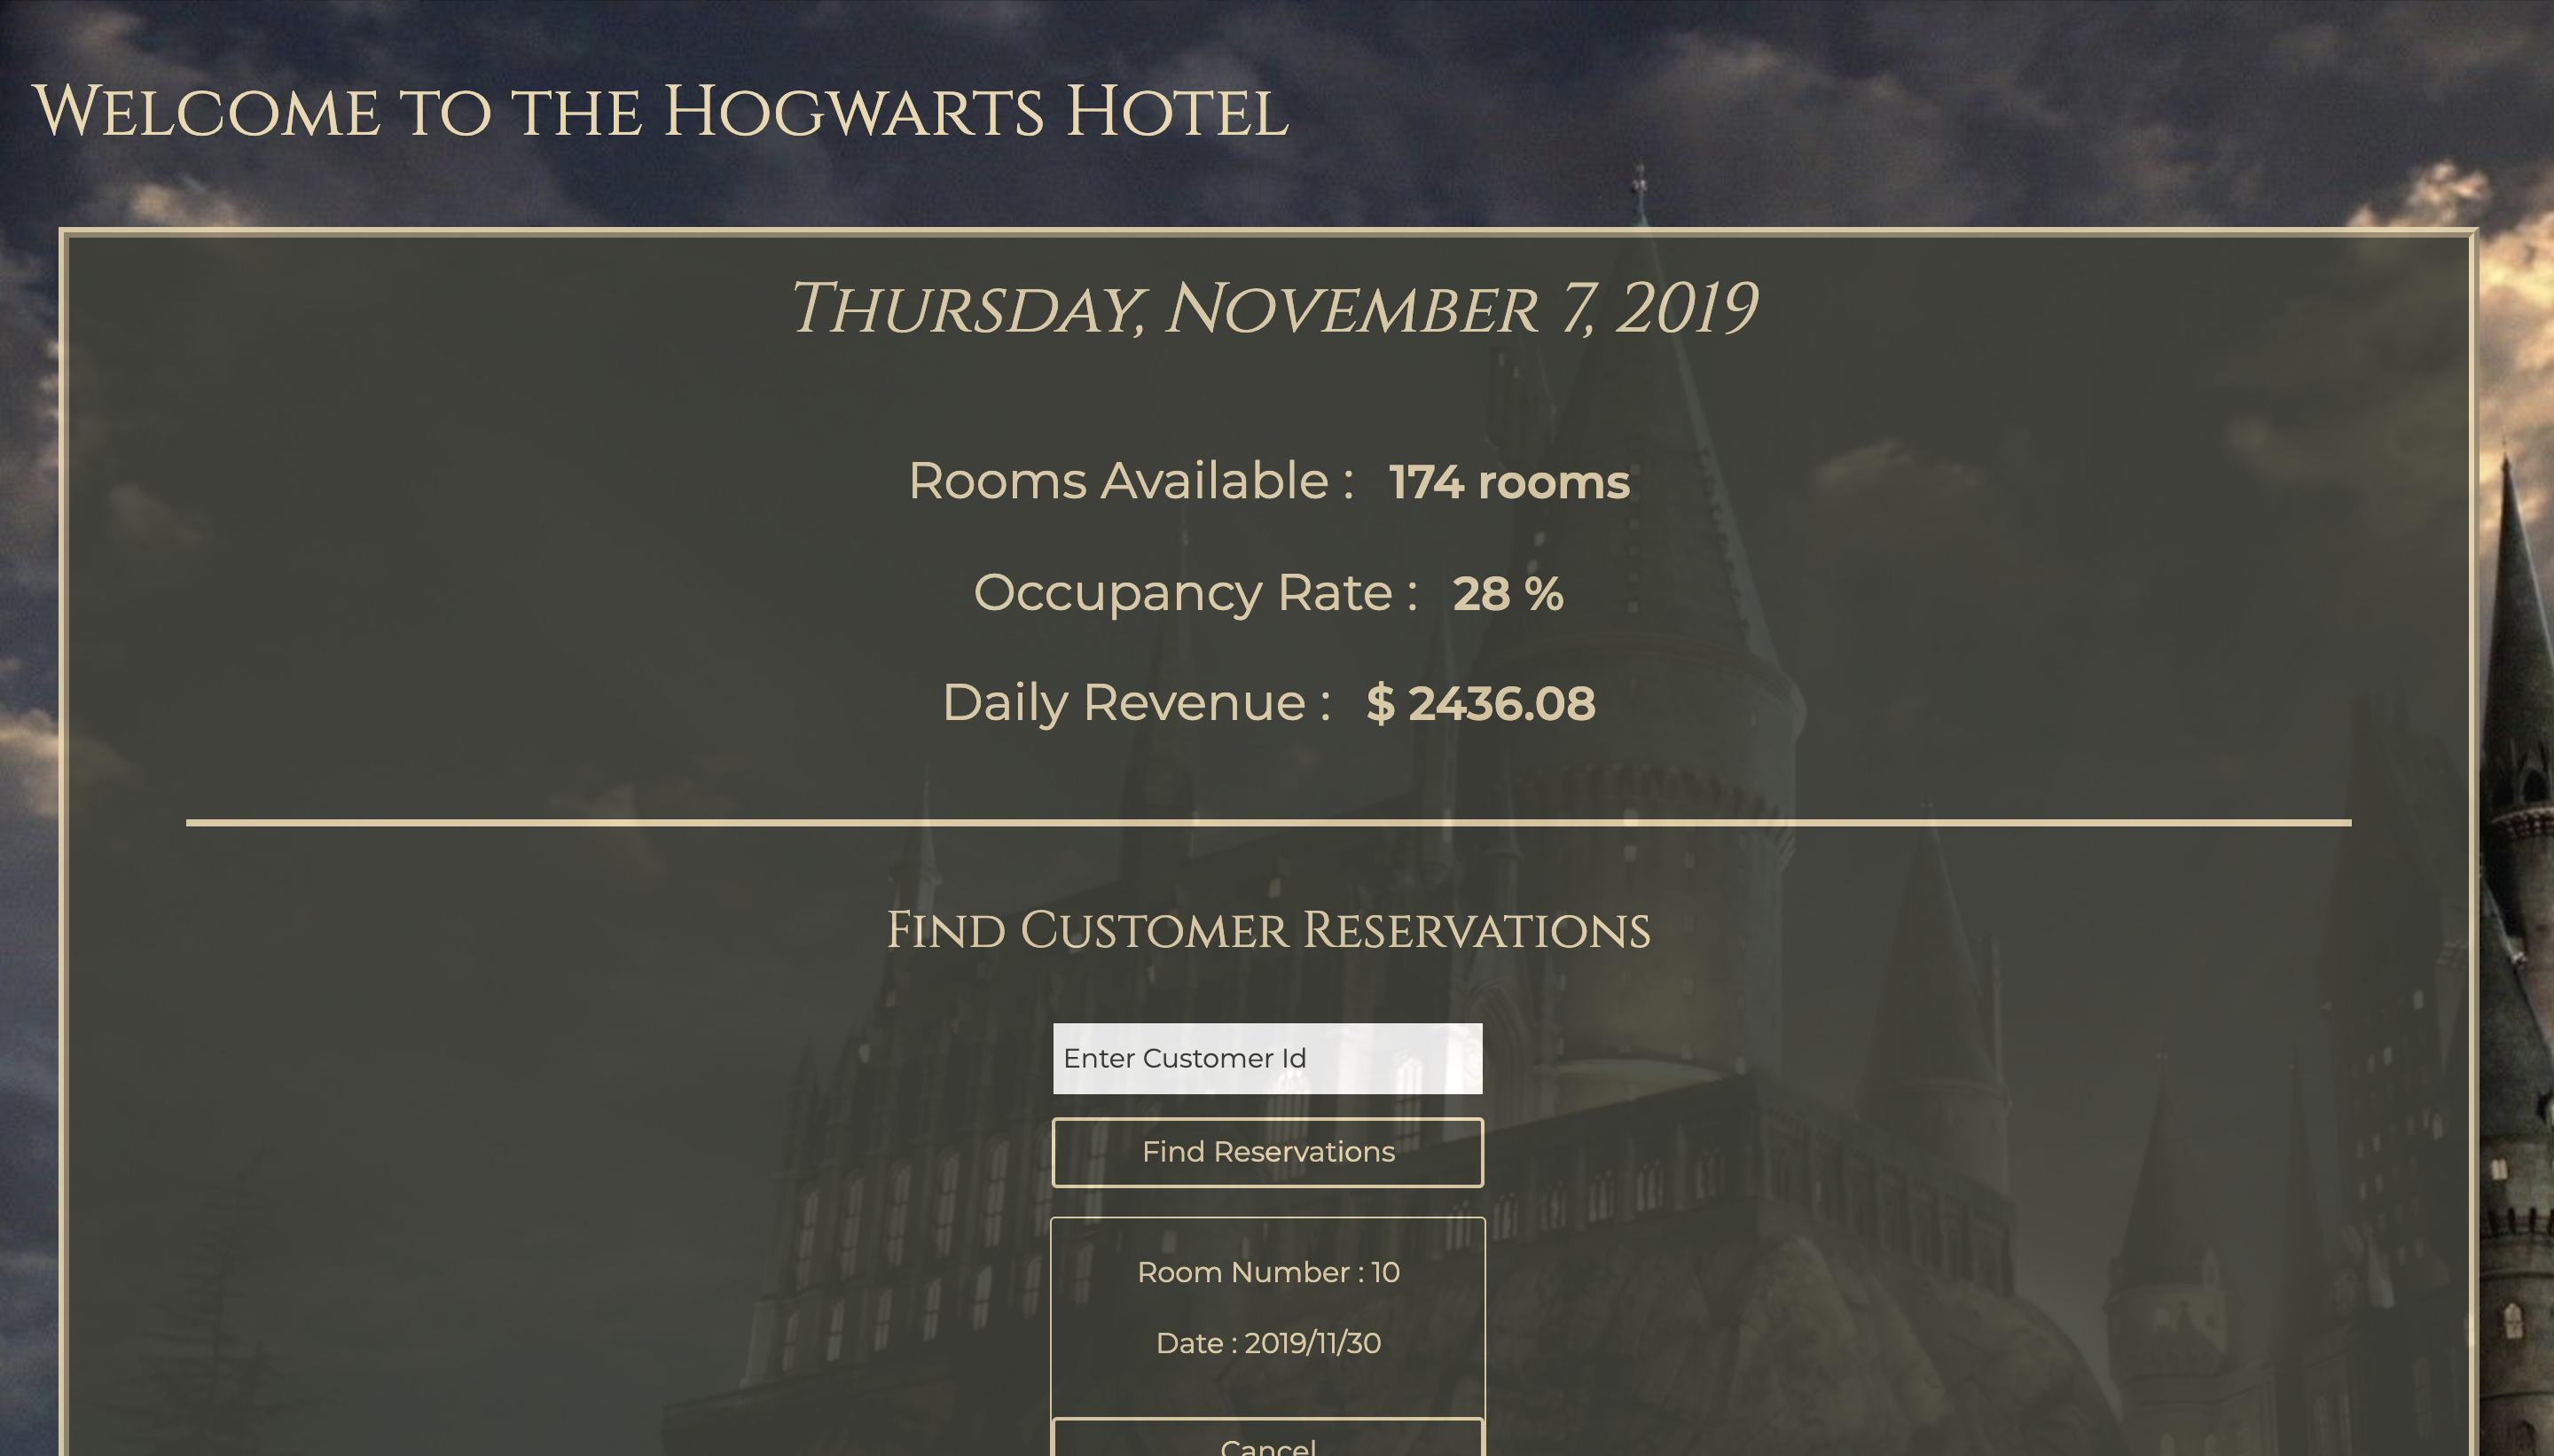 Welcome to the Hogwarts Hotel
Thursday, November 7, 2019
Rooms Available : 174 rooms
Occupancy Rate : 28 %
Daily Revenue : $ 2436.08
Find Customer Reservations
Enter Customer Id
Find Reservations
Room Number : 10
Date : 2019/11/30
Cancel